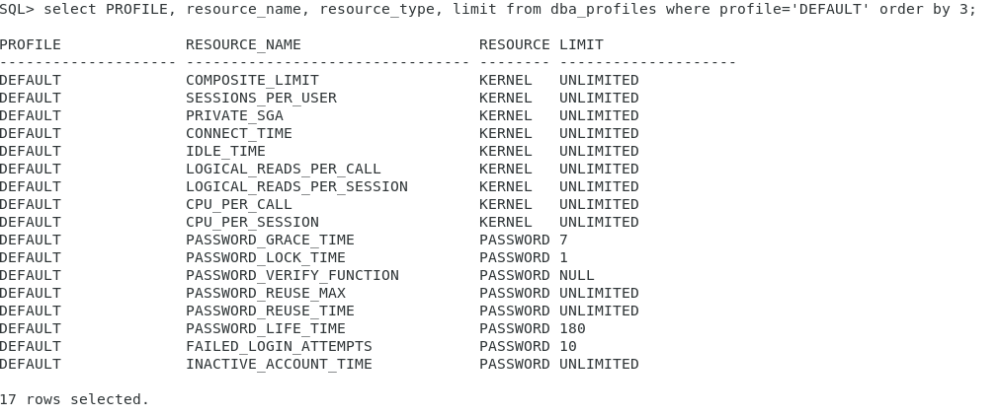 SQL> select PROFILE, resource_name, resource_type, limit from dba_profiles where profile='DEFAULT' order by 3;

PROFILE              RESOURCE_NAME                    RESOURCE LIMIT
-------------------- -------------------------------- -------- --------------------
DEFAULT              COMPOSITE_LIMIT                  KERNEL   UNLIMITED
DEFAULT              SESSIONS_PER_USER                KERNEL   UNLIMITED
DEFAULT              PRIVATE_SGA                      KERNEL   UNLIMITED
DEFAULT              CONNECT_TIME                     KERNEL   UNLIMITED
DEFAULT              IDLE_TIME                        KERNEL   UNLIMITED
DEFAULT              LOGICAL_READS_PER_CALL           KERNEL   UNLIMITED
DEFAULT              LOGICAL_READS_PER_SESSION        KERNEL   UNLIMITED
DEFAULT              CPU_PER_CALL                     KERNEL   UNLIMITED
DEFAULT              CPU_PER_SESSION                  KERNEL   UNLIMITED
DEFAULT              PASSWORD_GRACE_TIME              PASSWORD 7
DEFAULT              PASSWORD_LOCK_TIME               PASSWORD 1
DEFAULT              PASSWORD_VERIFY_FUNCTION         PASSWORD NULL
DEFAULT              PASSWORD_REUSE_MAX               PASSWORD UNLIMITED
DEFAULT              PASSWORD_REUSE_TIME              PASSWORD UNLIMITED
DEFAULT              PASSWORD_LIFE_TIME               PASSWORD 180
DEFAULT              FAILED_LOGIN_ATTEMPTS            PASSWORD 10
DEFAULT              INACTIVE_ACCOUNT_TIME            PASSWORD UNLIMITED

17 rows selected.